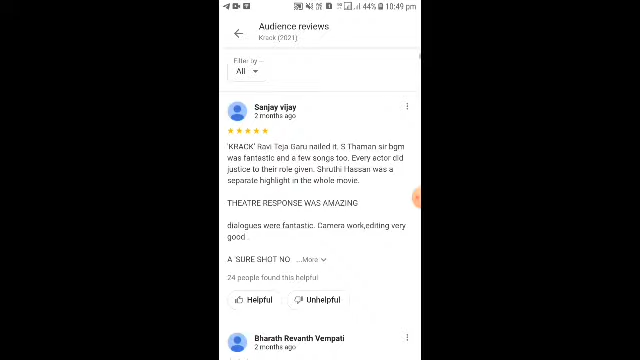 44% 10:49 pm
Audience reviews
Krack (2021)
Filter by
All
Sanjay vijay
2 months ago
'KRACK' Ravi Teja Garu nailed it. S Thaman sir bgm
was fantastic and a few songs too. Every actor did
justice to their role given. Shruthi Hassan was a
separate highlight in the whole movie.
THEATRE RESPONSE WAS AMAZING
dialogues were fantastic. Camera work,editing very
good .
A 'SURE SHOT NO ...More
24 people found this helpful
Helpful Unhelpful
Bharath Revanth Vempati
2 months ago